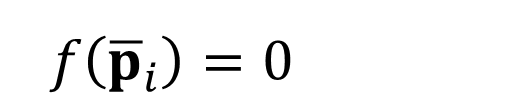 f(p̅ᵢ) = 0